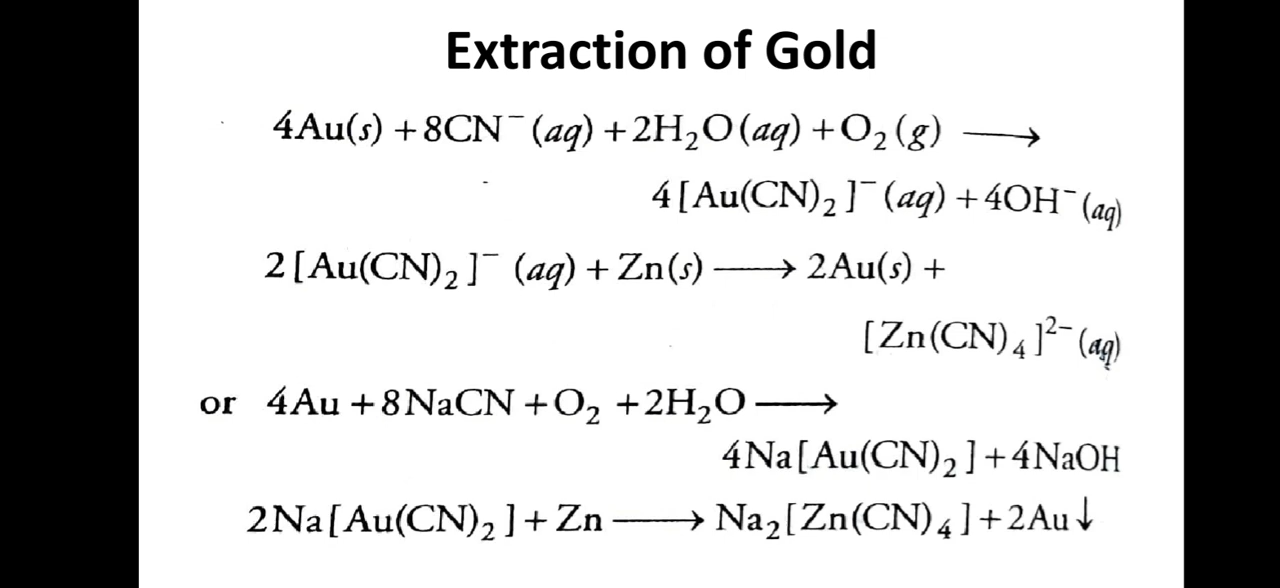 Extraction of Gold
4Au(s) + 8CN⁻(aq) + 2H₂O(aq) + O₂(g) ⟶
4[Au(CN)₂]⁻(aq) + 4OH⁻(aq)
2[Au(CN)₂]⁻ (aq) + Zn(s) ⟶ 2Au(s) +
[Zn(CN)₄]²⁻(aq)
or 4Au + 8NaCN + O₂ + 2H₂O ⟶
4Na[Au(CN)₂] + 4NaOH
2Na[Au(CN)₂] + Zn ⟶ Na₂[Zn(CN)₄] + 2Au↓